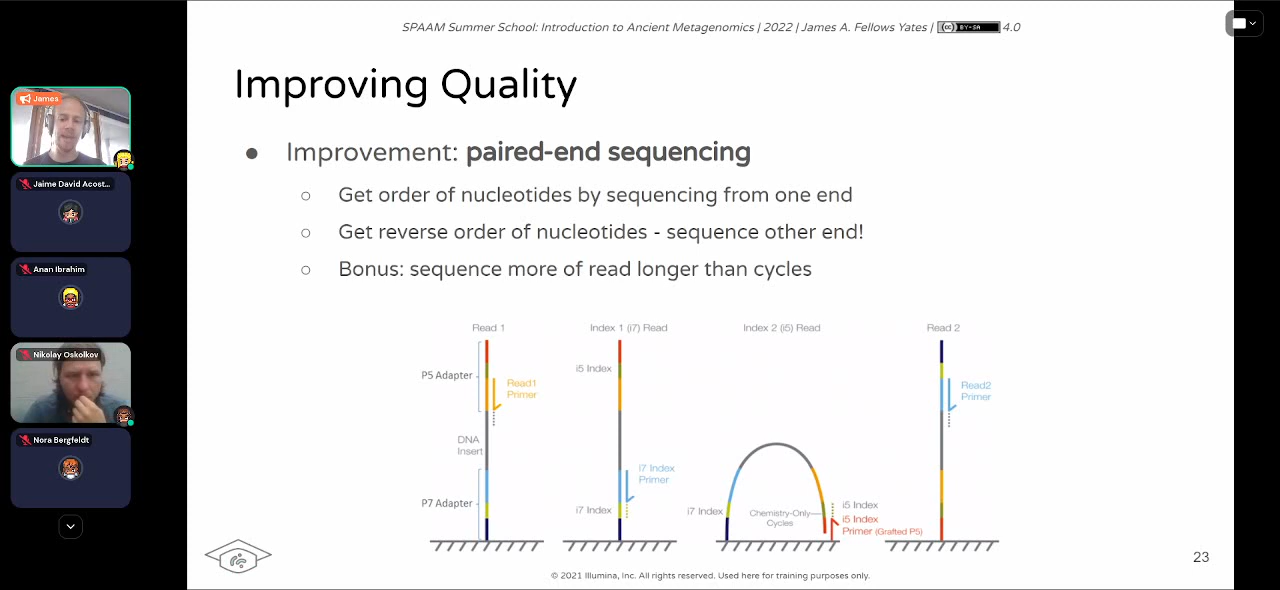 SPAAM Summer School: Introduction to Ancient Metagenomics | 2022 | James A. Fellows Yates | CC BY-SA 4.0
James
Jaime David Acost...
Anan Ibrahim
Nikolay Oskolkov
Nora Bergfeldt
Improving Quality
● Improvement: paired-end sequencing
○ Get order of nucleotides by sequencing from one end
○ Get reverse order of nucleotides - sequence other end!
○ Bonus: sequence more of read longer than cycles
Read 1
P5 Adapter
Read1
Primer
DNA
Insert
P7 Adapter
Index 1 (i7) Read
i5 Index
i7 Index
Primer
i7 Index
Index 2 (i5) Read
i7 Index
Chemistry-Only
Cycles
i5 Index
i5 Index
Primer (Grafted P5)
Read 2
Read2
Primer
23
© 2021 Illumina, Inc. All rights reserved. Used here for training purposes only.